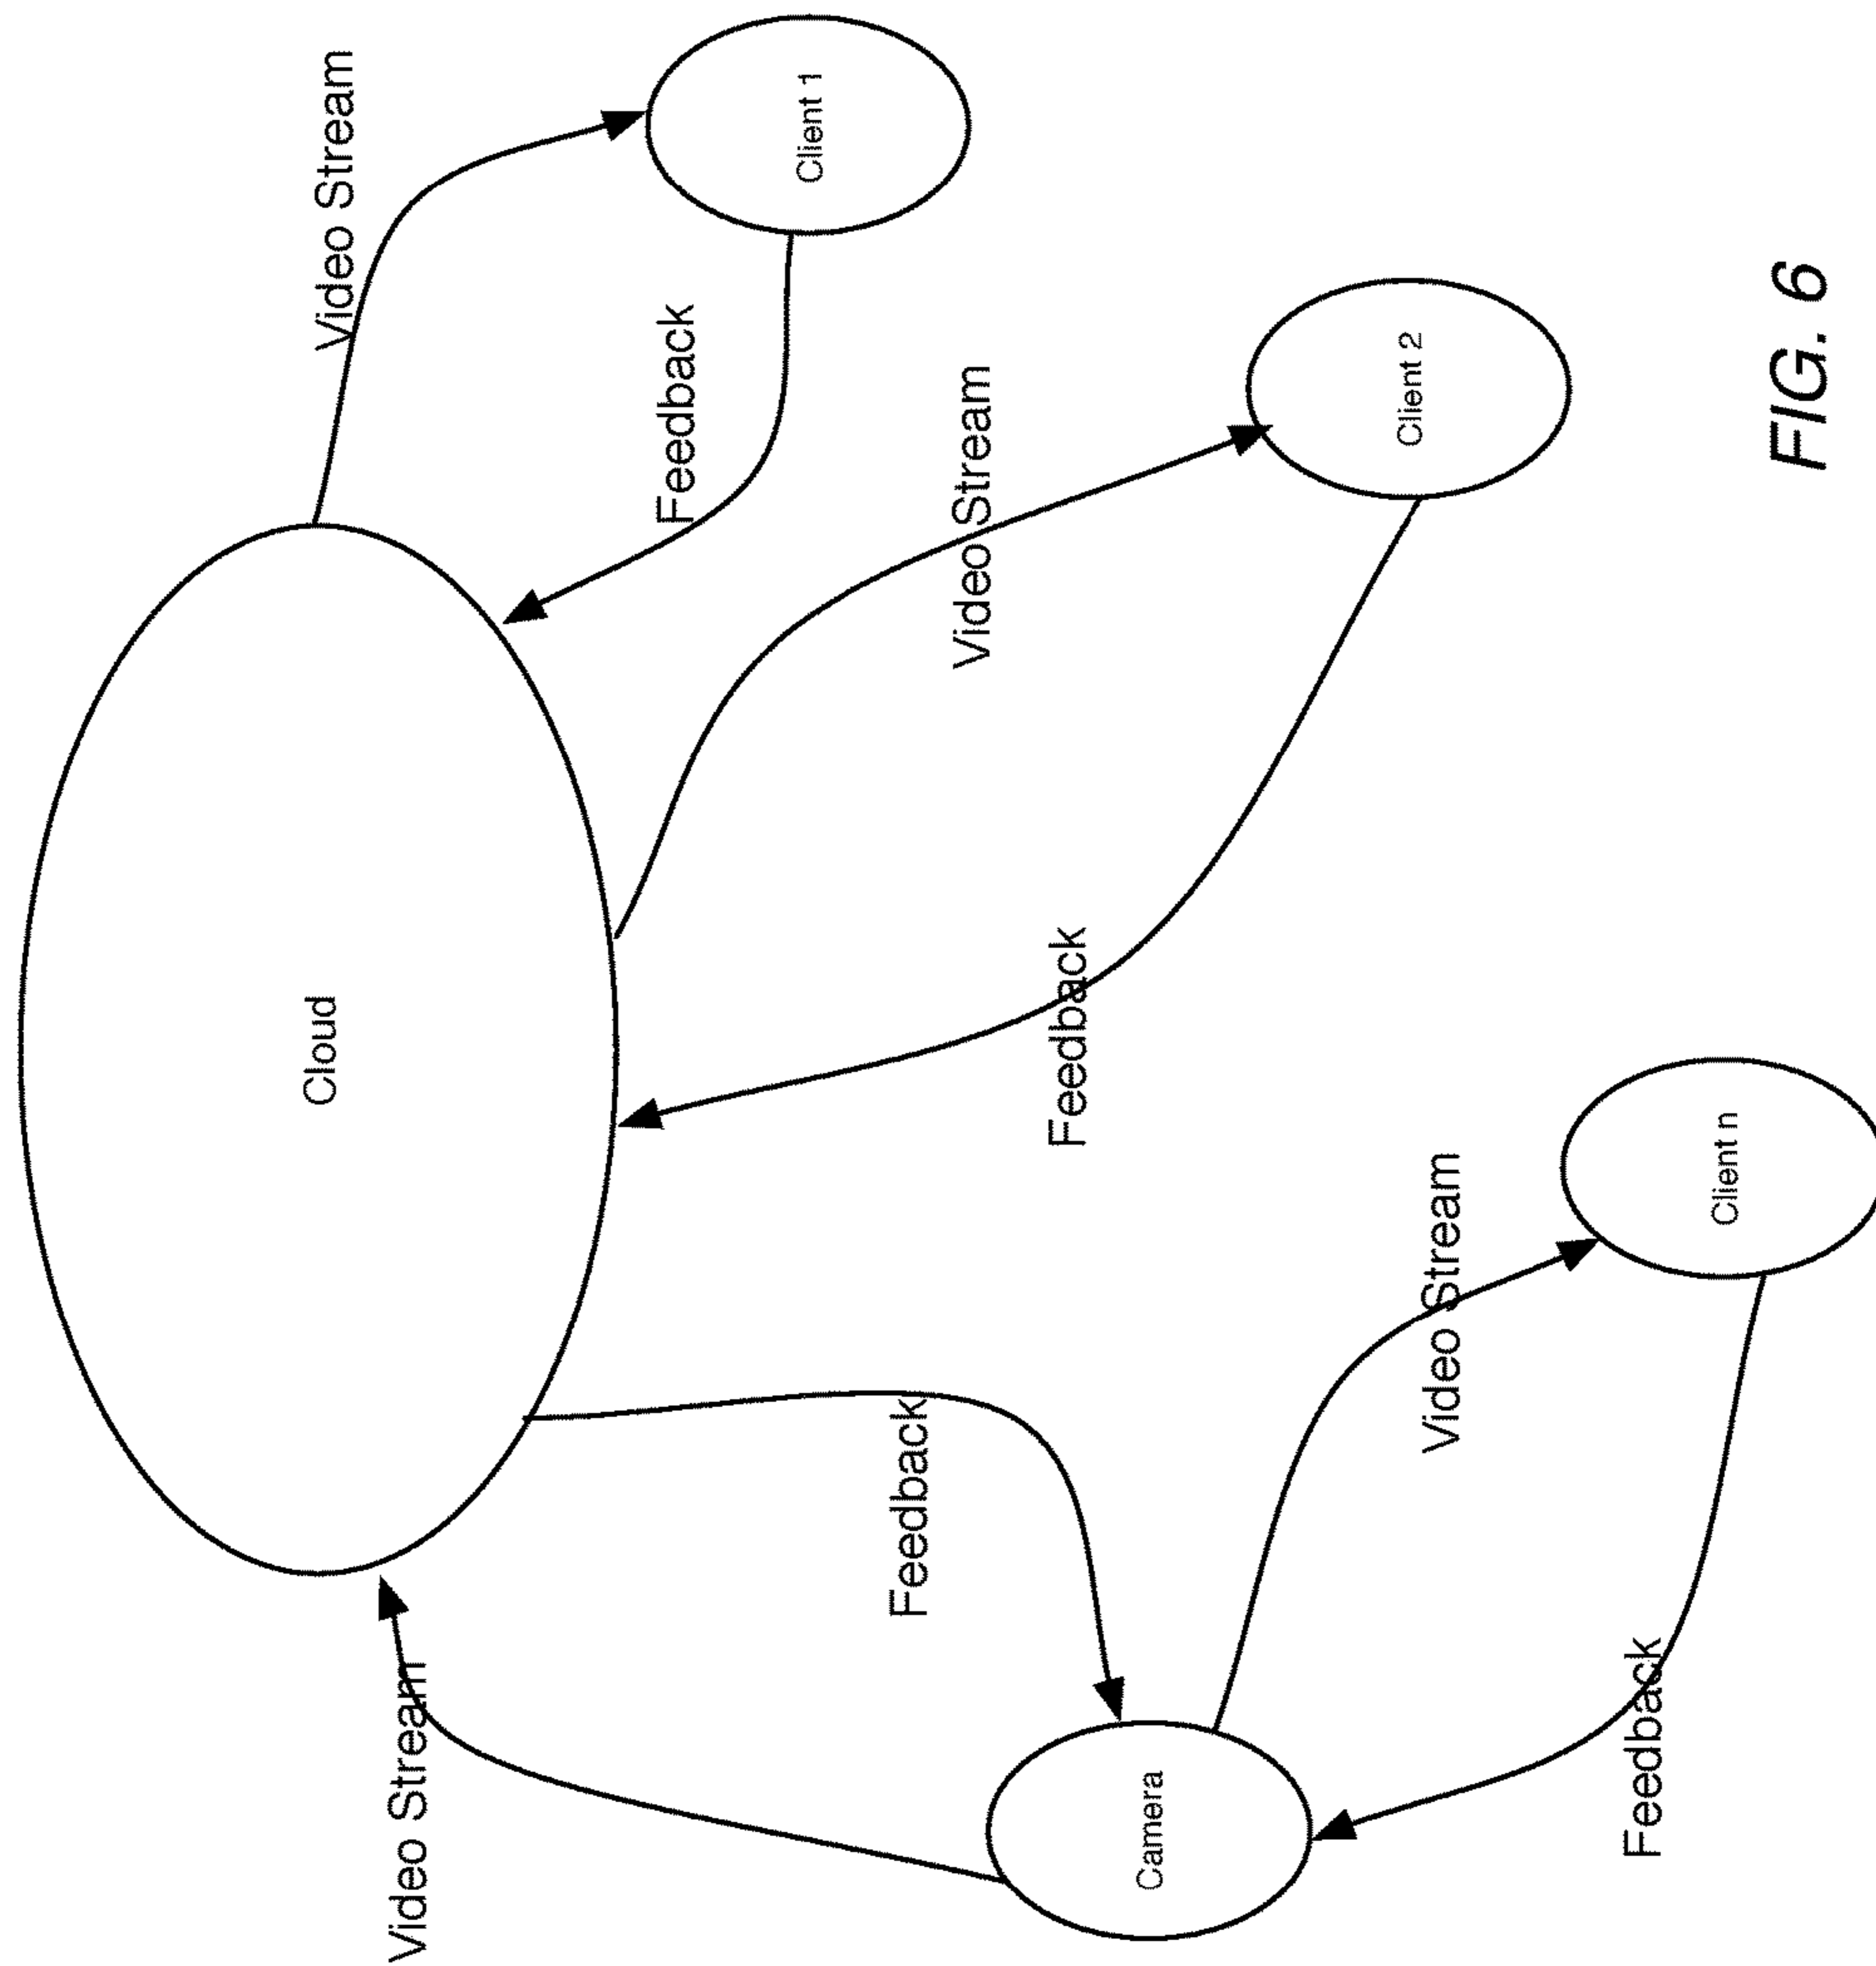 Cloud
Video Stream
Video Stream
Feedback
Client 1
Feedback
Video Stream
Feedback
Camera
Client 2
Video Stream
Feedback
Client n
FIG. 6